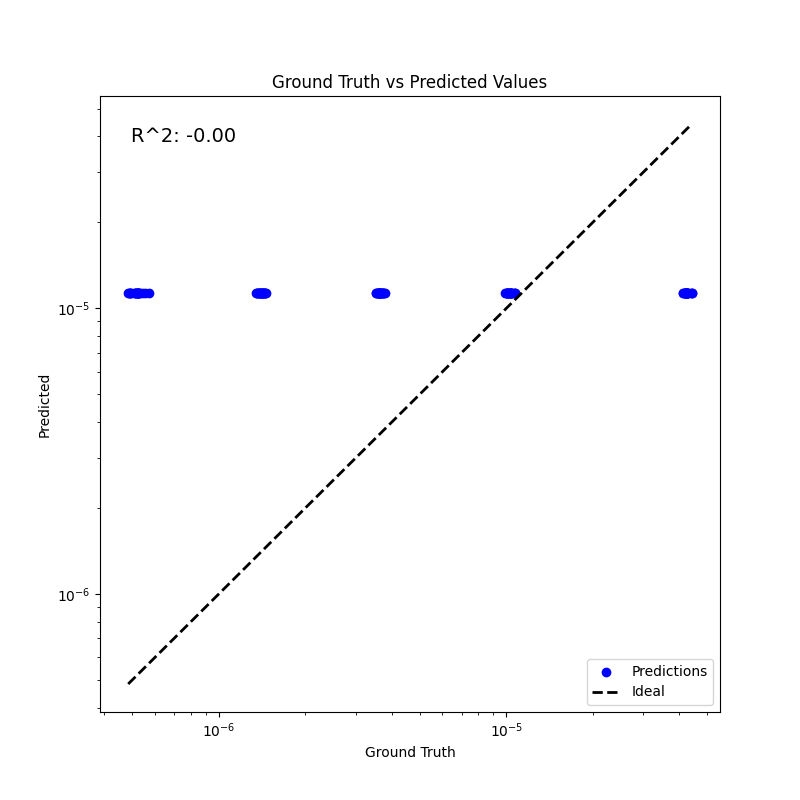 Ground Truth vs Predicted Values
R^2: -0.00
10⁻⁵
10⁻⁶
Predicted
Predictions
Ideal
10⁻⁶ 10⁻⁵
Ground Truth